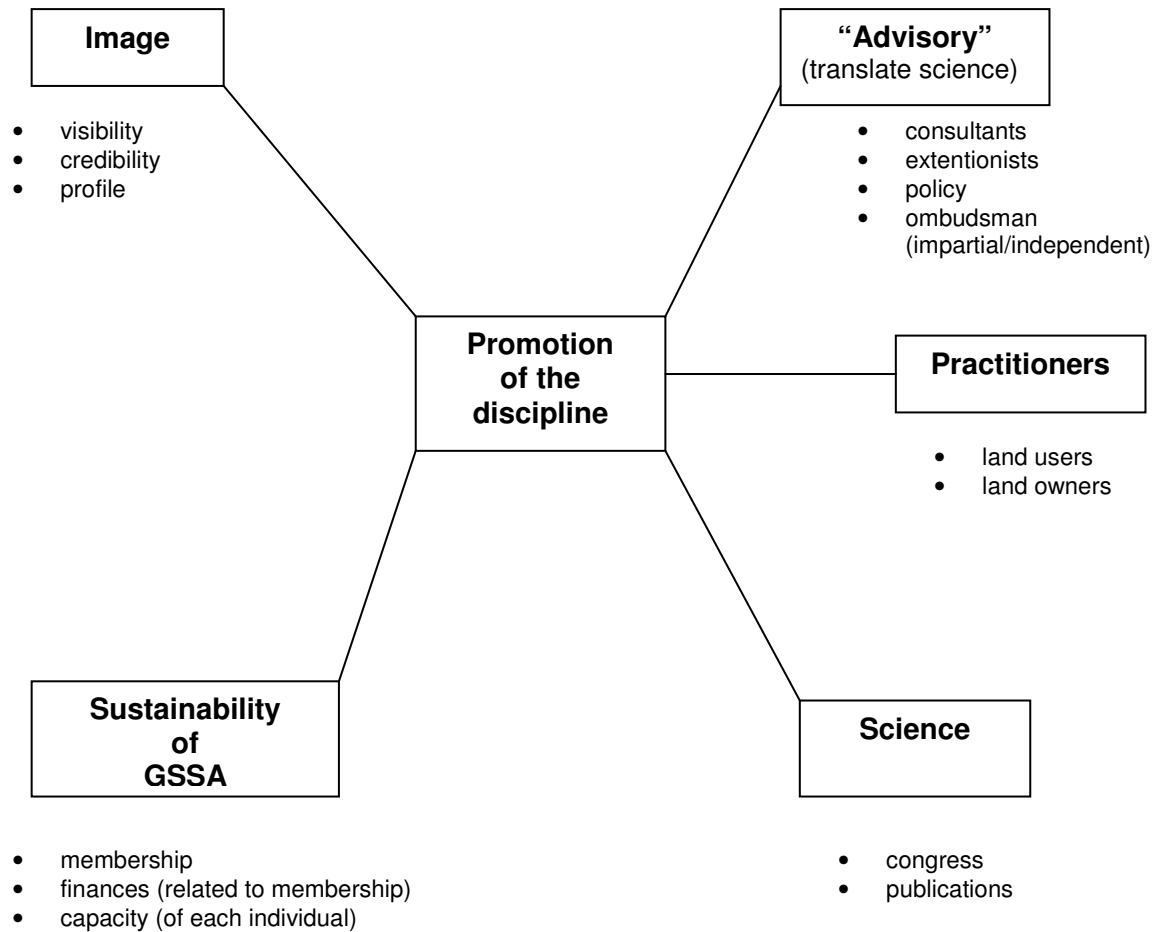 Image
• visibility
• credibility
• profile
“Advisory”
(translate science)
• consultants
• extentionists
• policy
• ombudsman
(impartial/independent)
Promotion
of the
discipline
Practitioners
• land users
• land owners
Sustainability
of
GSSA
• membership
• finances (related to membership)
• capacity (of each individual)
Science
• congress
• publications